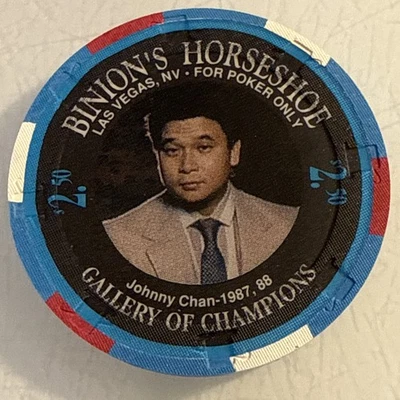 BINION'S HORSESHOE
LAS VEGAS, NV • FOR POKER ONLY
$2.50
$2.50
Johnny Chan-1987, 88
GALLERY OF CHAMPIONS